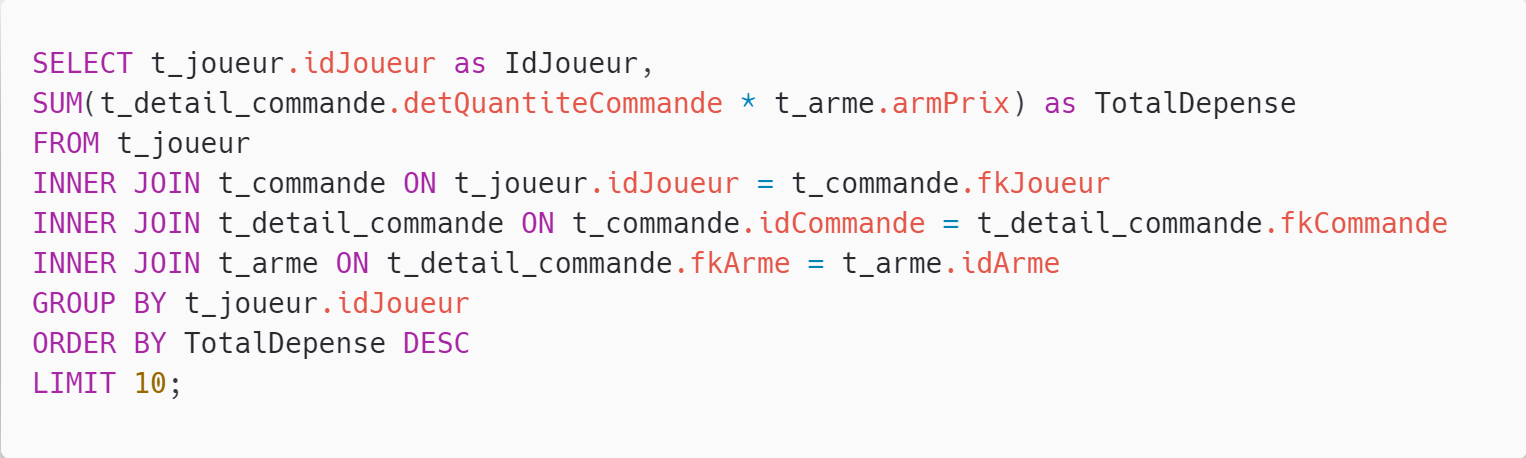 SELECT t_joueur.idJoueur as IdJoueur,
SUM(t_detail_commande.detQuantiteCommande * t_arme.armPrix) as TotalDepense
FROM t_joueur
INNER JOIN t_commande ON t_joueur.idJoueur = t_commande.fkJoueur
INNER JOIN t_detail_commande ON t_commande.idCommande = t_detail_commande.fkCommande
INNER JOIN t_arme ON t_detail_commande.fkArme = t_arme.idArme
GROUP BY t_joueur.idJoueur
ORDER BY TotalDepense DESC
LIMIT 10;